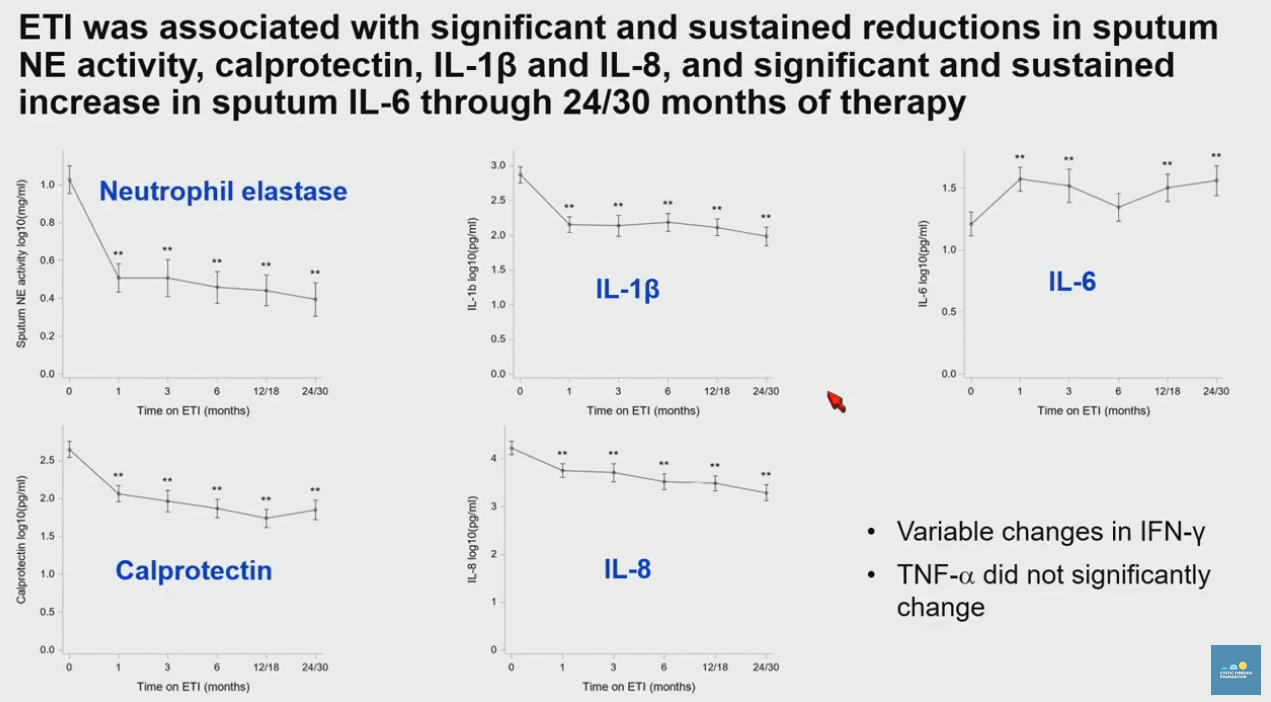 ETI was associated with significant and sustained reductions in sputum
NE activity, calprotectin, IL-1β and IL-8, and significant and sustained
increase in sputum IL-6 through 24/30 months of therapy
Neutrophil elastase
Sputum NE activity log10(mg/ml)
1.0
0.8
0.6
0.4
0.2
0.0
** ** ** ** **
0 1 3 6 12/18 24/30
Time on ETI (months)
IL-1β
IL-1b log10(pg/ml)
3.0
2.5
2.0
1.5
1.0
0.5
0.0
** ** ** ** **
0 1 3 6 12/18 24/30
Time on ETI (months)
IL-6
IL-6 log10(pg/ml)
1.5
1.0
0.5
0.0
** ** ** **
0 1 3 6 12/18 24/30
Time on ETI (months)
Calprotectin
Calprotectin log10(pg/ml)
2.5
2.0
1.5
1.0
0.5
0.0
** ** ** ** **
0 1 3 6 12/18 24/30
Time on ETI (months)
IL-8
IL-8 log10(pg/ml)
4
3
2
1
0
** ** ** ** **
0 1 3 6 12/18 24/30
Time on ETI (months)
• Variable changes in IFN-γ
• TNF-α did not significantly
change
CYSTIC FIBROSIS
FOUNDATION